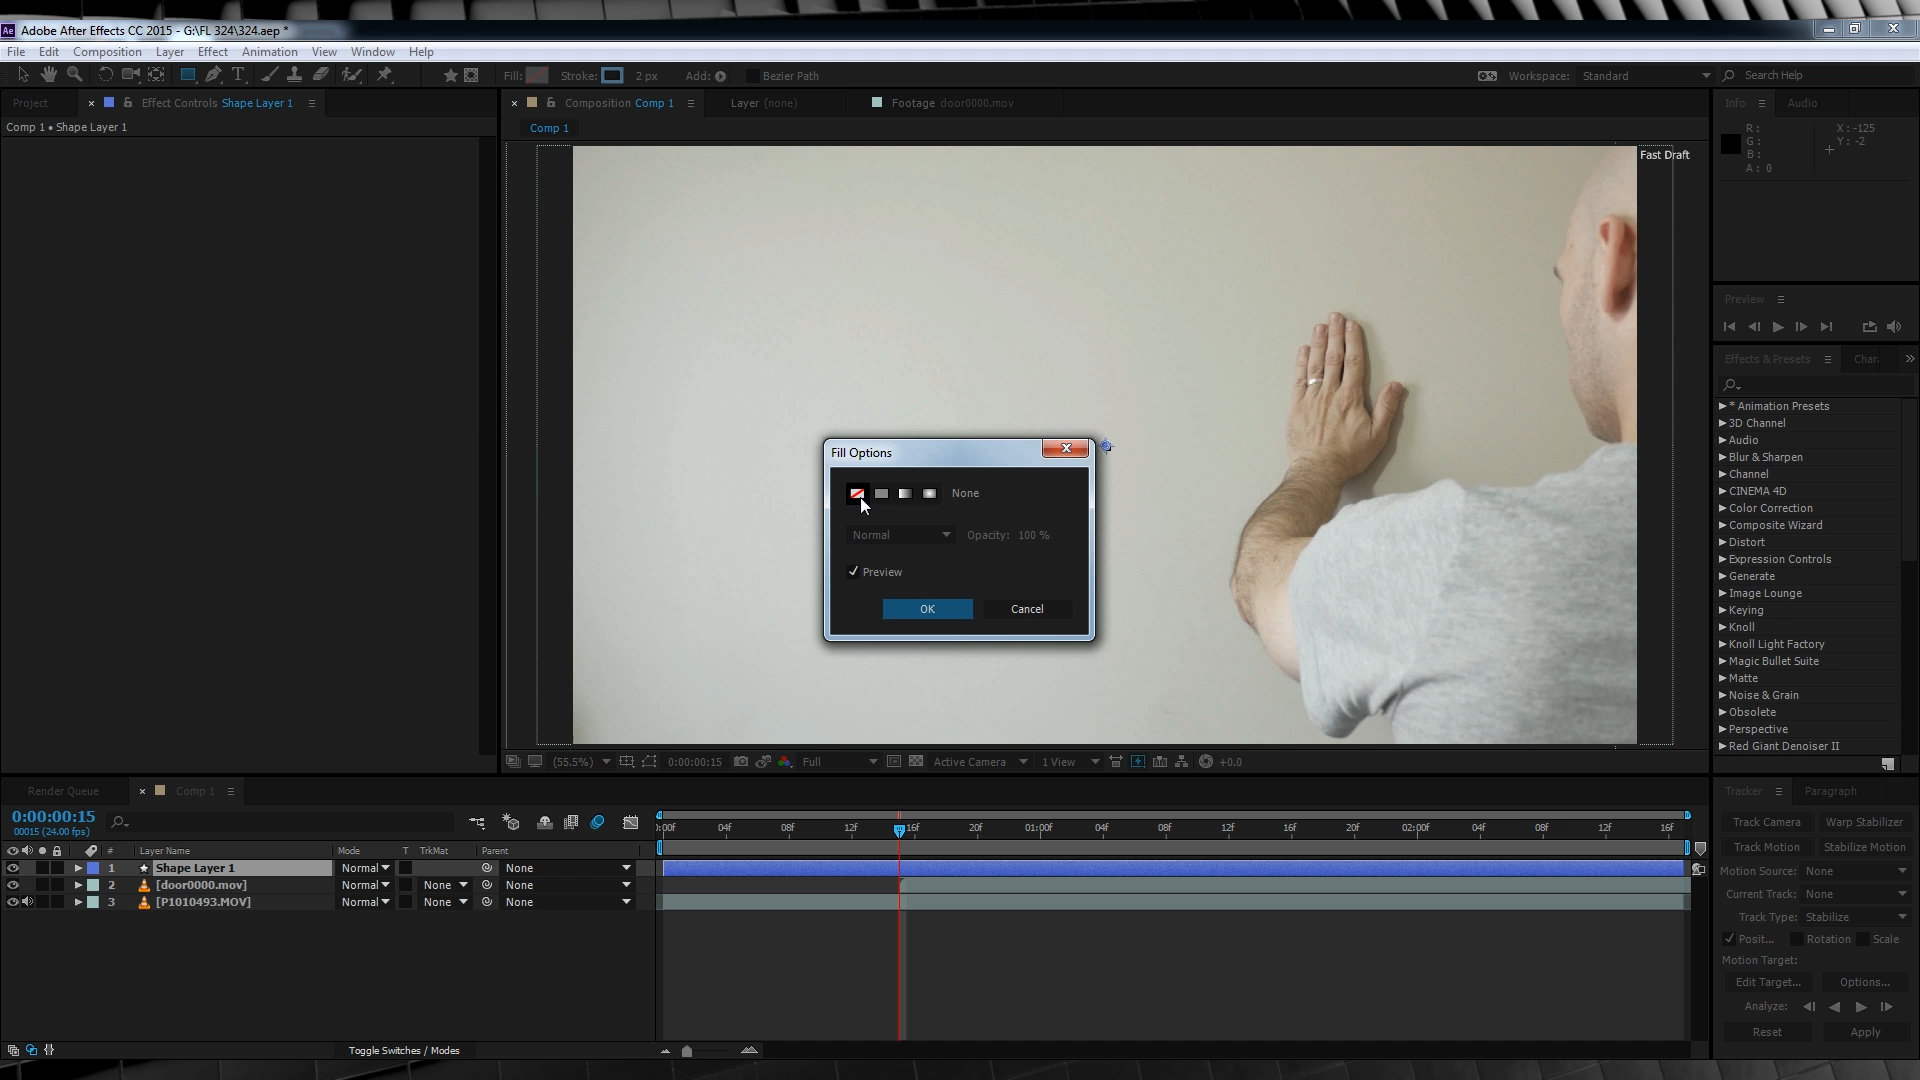 Adobe After Effects CC 2015 - G:\FL 324\324.aep *
File Edit Composition Layer Effect Animation View Window Help
Fill: Stroke: 2 px Add: Bezier Path Workspace: Standard Search Help
Project Effect Controls Shape Layer 1
Comp 1 • Shape Layer 1
Composition Comp 1 Layer (none) Footage door0000.mov
Comp 1
Fast Draft
Info Audio
R: X: -125
G: Y: -2
B:
A: 0
Preview
Effects & Presets
* Animation Presets
3D Channel
Audio
Blur & Sharpen
Channel
CINEMA 4D
Color Correction
Composite Wizard
Distort
Expression Controls
Generate
Image Lounge
Keying
Knoll
Knoll Light Factory
Magic Bullet Suite
Matte
Noise & Grain
Obsolete
Perspective
Red Giant Denoiser II
Fill Options
None
Normal Opacity: 100 %
Preview
OK Cancel
(55.5%) 0:00:00:15 Full Active Camera 1 View +0.0
Render Queue Comp 1
0:00:00:15
00015 (24.00 fps)
:00f 04f 08f 12f 16f 20f 01:00f 04f 08f 12f 16f 20f 02:00f 04f 08f 12f 16f
# Layer Name Mode T TrkMat Parent
1 Shape Layer 1 Normal None
2 [door0000.mov] Normal None None
3 [P1010493.MOV] Normal None None
Toggle Switches / Modes
Tracker Paragraph
Track Camera Warp Stabilizer
Track Motion Stabilize Motion
Motion Source: None
Current Track: None
Track Type: Stabilize
Posit... Rotation Scale
Motion Target:
Edit Target... Options...
Analyze:
Reset Apply